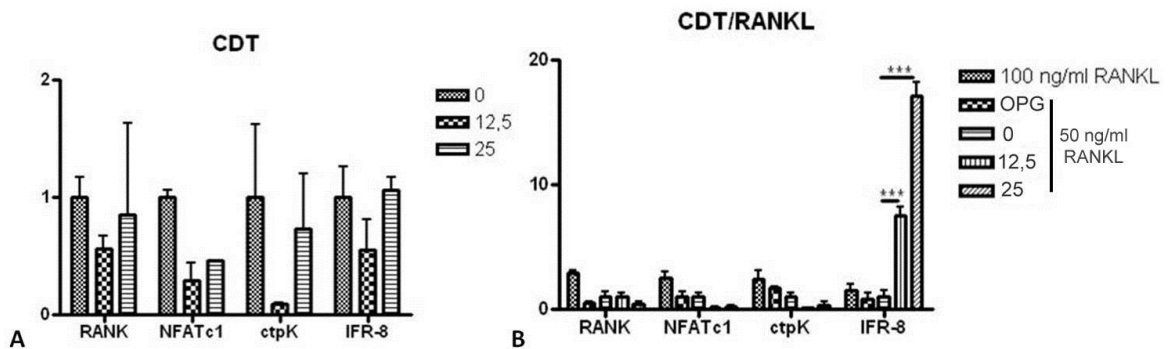 CDT
2
1
0
RANK
NFATc1
ctpK
IFR-8
0
12,5
25
A
CDT/RANKL
20
10
0
***
***
RANK
NFATc1
ctpK
IFR-8
100 ng/ml RANKL
OPG
0
12,5
25
50 ng/ml
RANKL
B